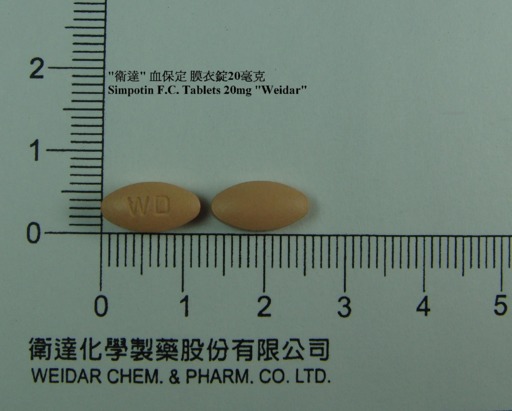 "衛達" 血保定 膜衣錠20毫克
Simpotin F.C. Tablets 20mg "Weidar"
2
1
0
WD
0 1 2 3 4 5
衛達化學製藥股份有限公司
WEIDAR CHEM. & PHARM. CO. LTD.